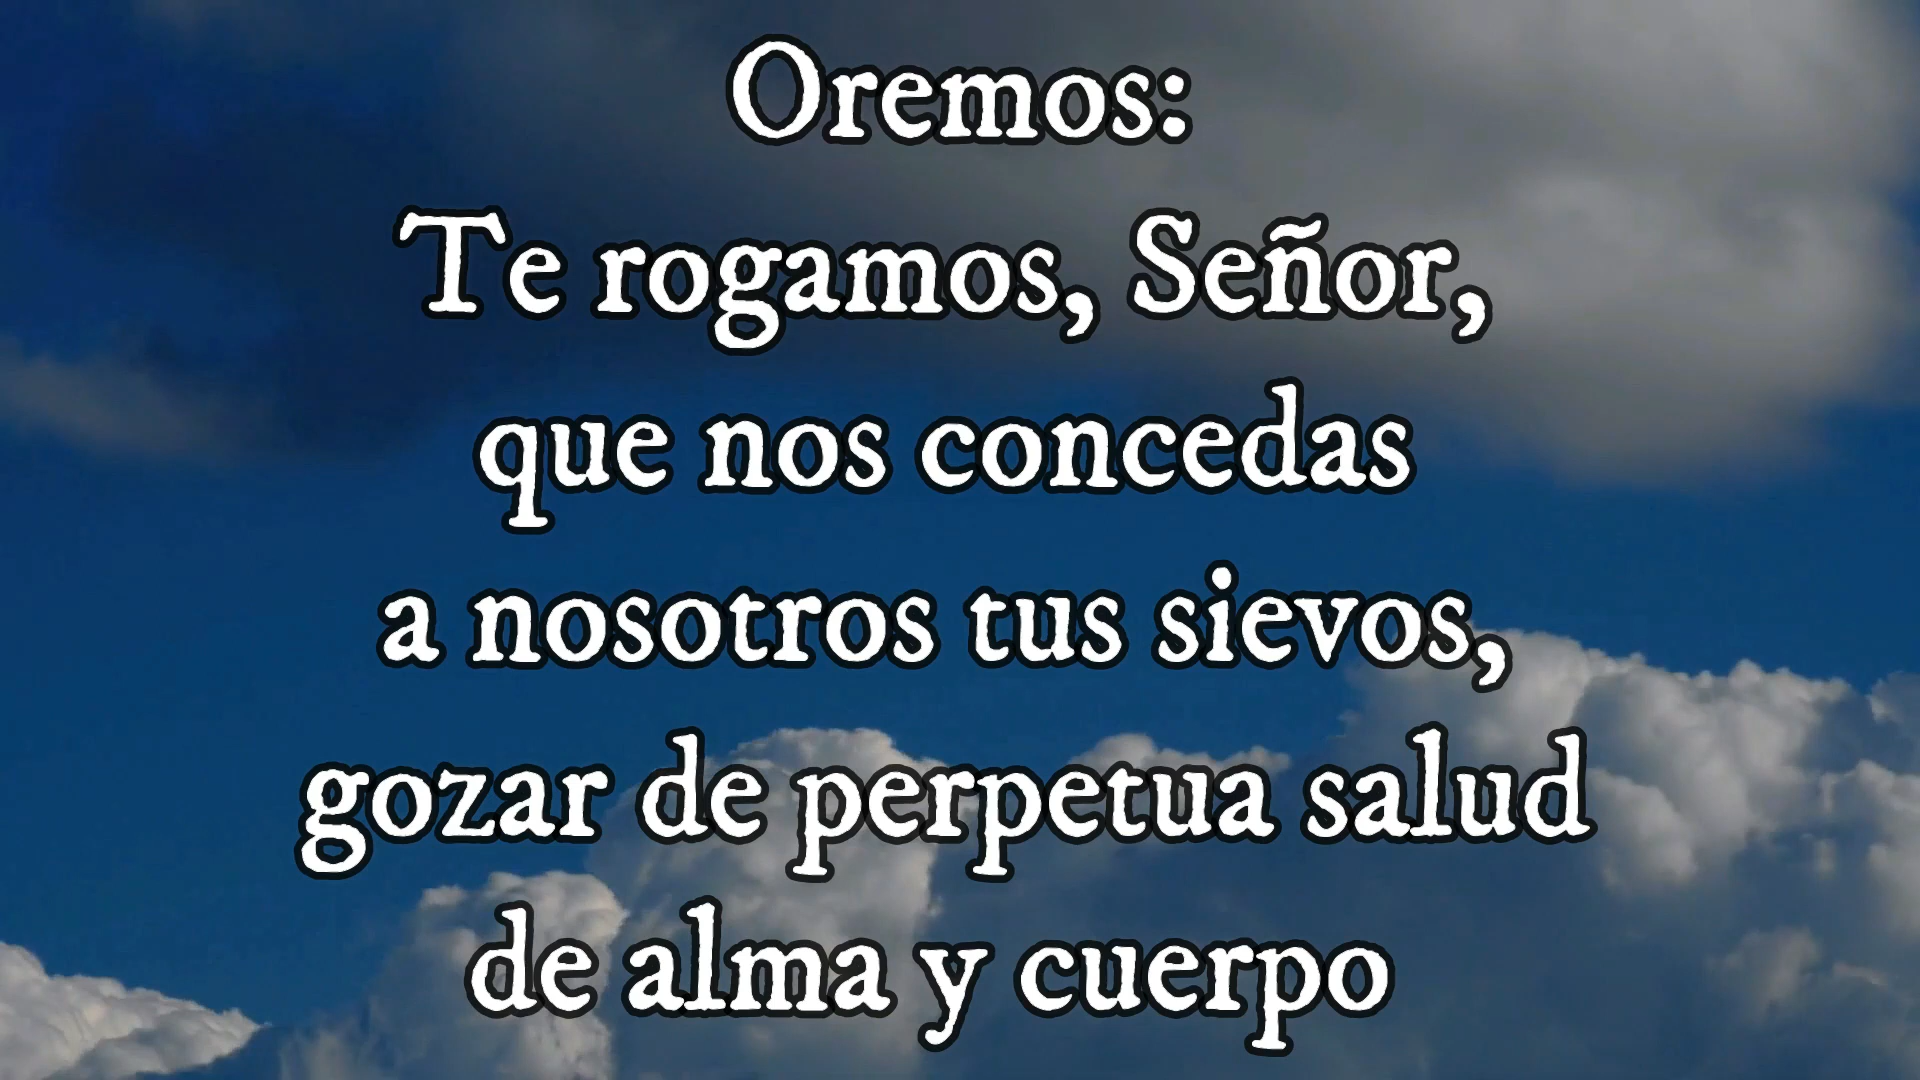 Oremos:
Te rogamos, Señor,
que nos concedas
a nosotros tus sievos,
gozar de perpetua salud
de alma y cuerpo